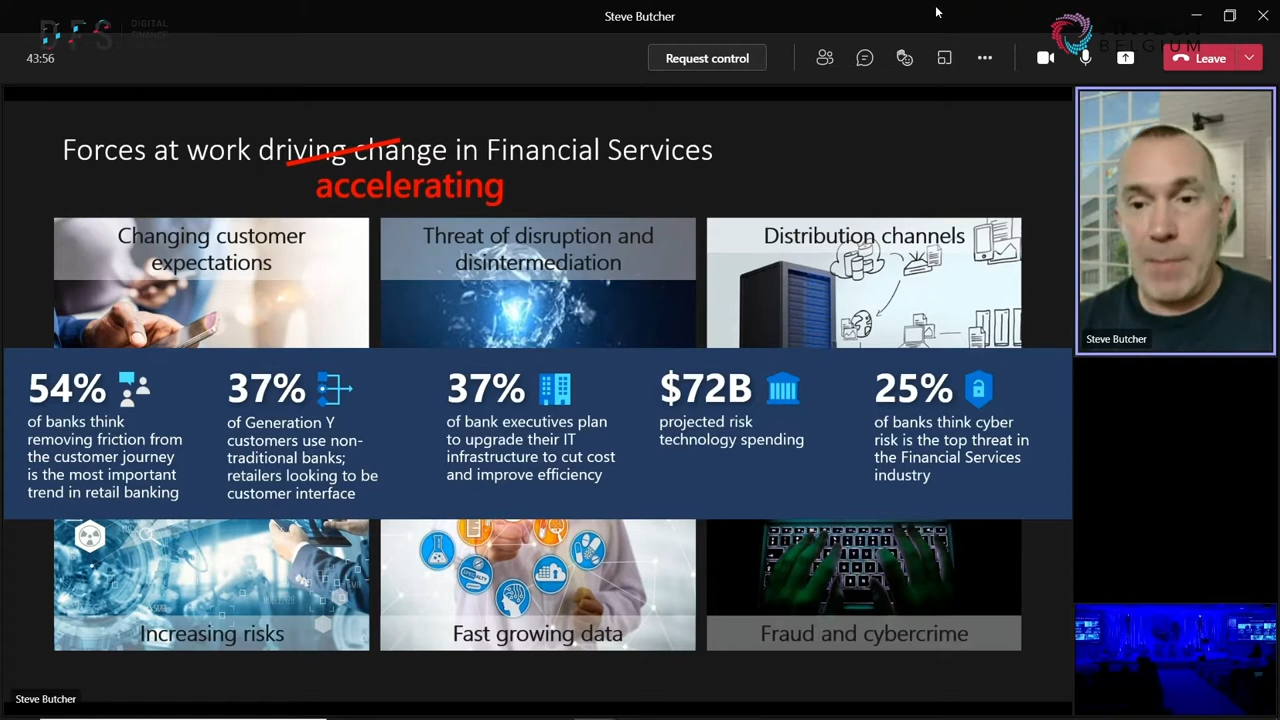 Steve Butcher
DFS DIGITAL
FINANCE
BELGIUM
43:56
Request control
Leave
Forces at work driving change in Financial Services
accelerating
Changing customer
expectations
Threat of disruption and
disintermediation
Distribution channels
54%
of banks think
removing friction from
the customer journey
is the most important
trend in retail banking
37%
of Generation Y
customers use non-
traditional banks;
retailers looking to be
customer interface
37%
of bank executives plan
to upgrade their IT
infrastructure to cut cost
and improve efficiency
$72B
projected risk
technology spending
25%
of banks think cyber
risk is the top threat in
the Financial Services
industry
SPECIALTY
Increasing risks
Fast growing data
Fraud and cybercrime
Steve Butcher
Steve Butcher